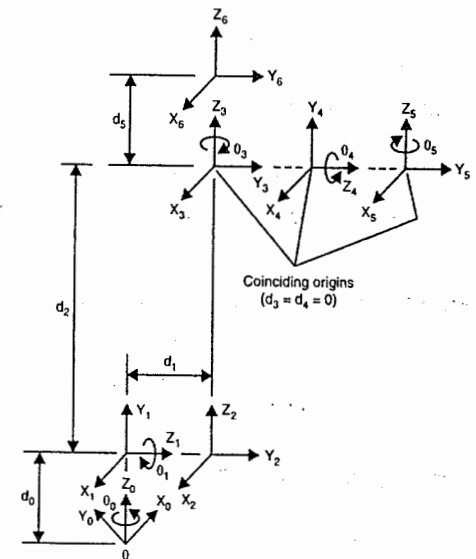 Z6
Y6
X6
d5
Z3
Y4
Z5
θ3
θ4
θ5
Y3
Z4
Y5
X3
X4
X5
Coinciding origins
(d3 = d4 = 0)
d2
d1
Y1
Z2
Z1
Y2
θ1
X1
Z0
X2
d0
θ0
Y0
X0
0